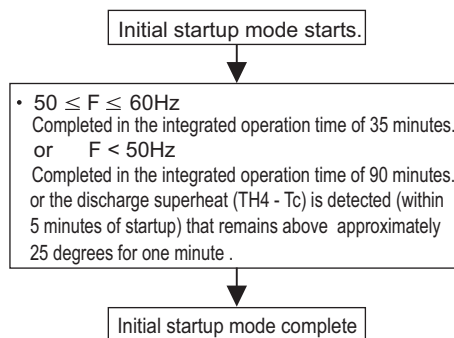 Initial startup mode starts.
・ 50 ≤ F ≤ 60Hz
Completed in the integrated operation time of 35 minutes.
or F < 50Hz
Completed in the integrated operation time of 90 minutes.
or the discharge superheat (TH4 - Tc) is detected (within
5 minutes of startup) that remains above approximately
25 degrees for one minute .
Initial startup mode complete